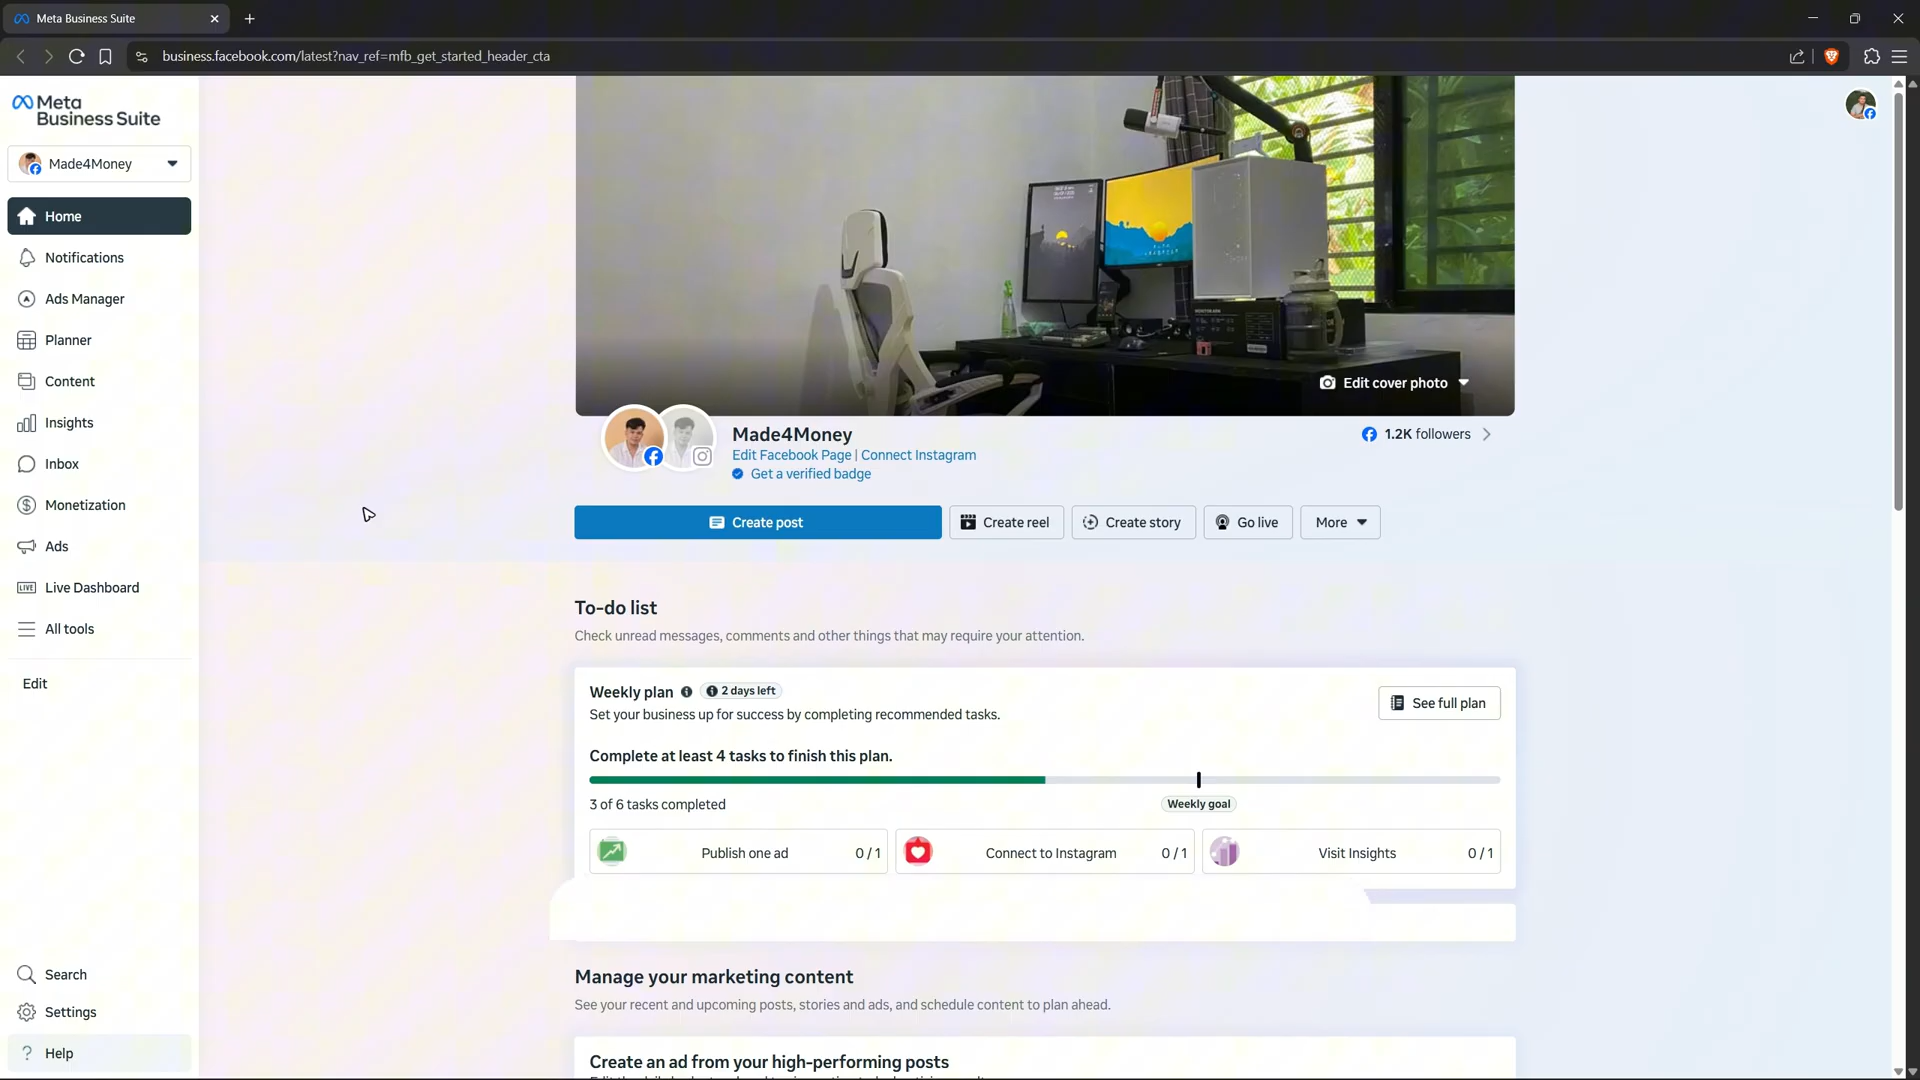 Meta Business Suite
business.facebook.com/latest?nav_ref=mfb_get_started_header_cta
Meta
Business Suite
Made4Money
Home
Notifications
Ads Manager
Planner
Content
Insights
Inbox
Monetization
Ads
LIVE Live Dashboard
All tools
Edit
Search
Settings
? Help
Edit cover photo
Made4Money
1.2K followers
Edit Facebook Page | Connect Instagram
Get a verified badge
Create post
Create reel
Create story
Go live
More
To-do list
Check unread messages, comments and other things that may require your attention.
Weekly plan
2 days left
See full plan
Set your business up for success by completing recommended tasks.
Complete at least 4 tasks to finish this plan.
3 of 6 tasks completed
Weekly goal
Publish one ad 0 / 1
Connect to Instagram 0 / 1
Visit Insights 0 / 1
Manage your marketing content
See your recent and upcoming posts, stories and ads, and schedule content to plan ahead.
Create an ad from your high-performing posts